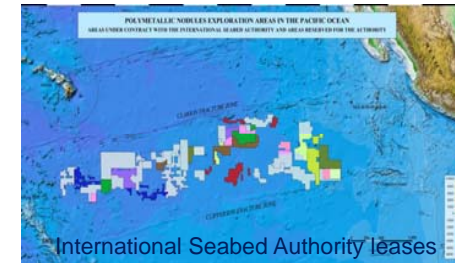 POLYMETALLIC NODULES EXPLORATION AREAS IN THE PACIFIC OCEAN
AREAS UNDER CONTRACT WITH THE INTERNATIONAL SEABED AUTHORITY AND AREAS RESERVED FOR THE AUTHORITY
CLARION FRACTURE ZONE
CLIPPERTON FRACTURE ZONE
International Seabed Authority leases